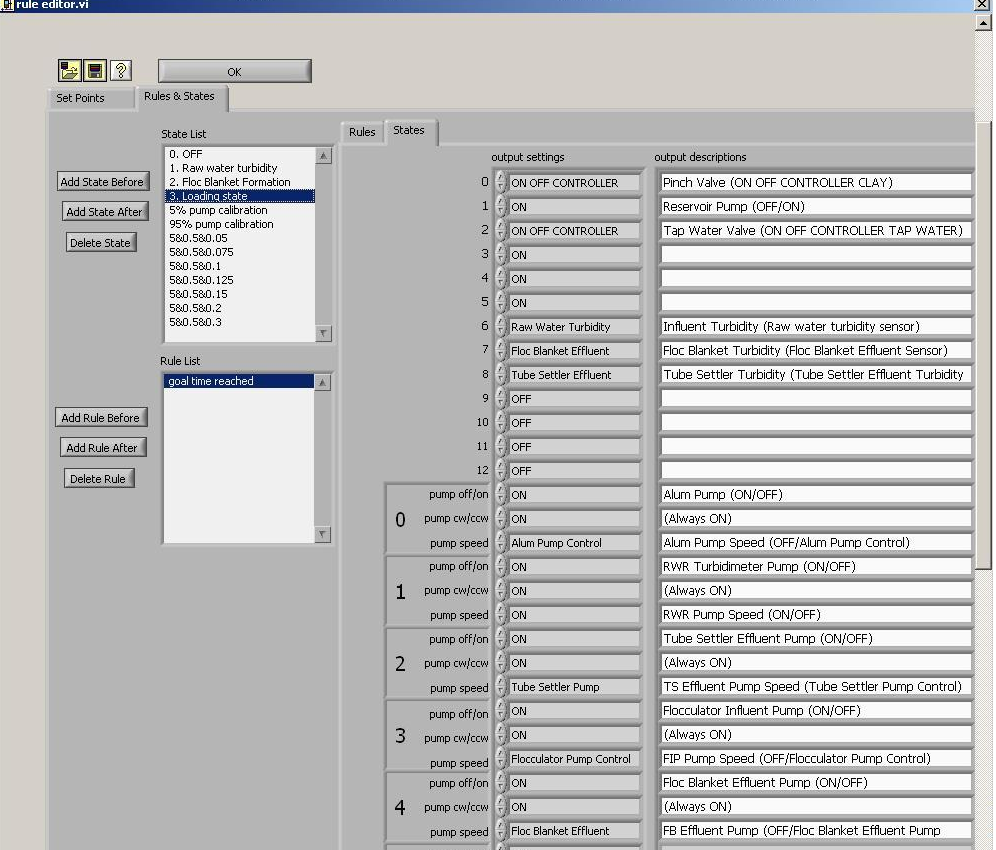 rule editor.vi
?
OK
Set Points
Rules & States
State List
Add State Before
Add State After
Delete State
0. OFF
1. Raw water turbidity
2. Floc Blanket Formation
3. Loading state
5% pump calibration
95% pump calibration
5&0.5&0.05
5&0.5&0.075
5&0.5&0.1
5&0.5&0.125
5&0.5&0.15
5&0.5&0.2
5&0.5&0.3
Rule List
Add Rule Before
Add Rule After
Delete Rule
goal time reached
Rules
States
output settings output descriptions
0 ON OFF CONTROLLER Pinch Valve (ON OFF CONTROLLER CLAY)
1 ON Reservoir Pump (OFF/ON)
2 ON OFF CONTROLLER Tap Water Valve (ON OFF CONTROLLER TAP WATER)
3 ON
4 ON
5 ON
6 Raw Water Turbidity Influent Turbidity (Raw water turbidity sensor)
7 Floc Blanket Effluent Floc Blanket Turbidity (Floc Blanket Effluent Sensor)
8 Tube Settler Effluent Tube Settler Turbidity (Tube Settler Effluent Turbidity
9 OFF
10 OFF
11 OFF
12 OFF
0
pump off/on ON Alum Pump (ON/OFF)
pump cw/ccw ON (Always ON)
pump speed Alum Pump Control Alum Pump Speed (OFF/Alum Pump Control)
1
pump off/on ON RWR Turbidimeter Pump (ON/OFF)
pump cw/ccw ON (Always ON)
pump speed ON RWR Pump Speed (ON/OFF)
2
pump off/on ON Tube Settler Effluent Pump (ON/OFF)
pump cw/ccw ON (Always ON)
pump speed Tube Settler Pump TS Effluent Pump Speed (Tube Settler Pump Control)
3
pump off/on ON Flocculator Influent Pump (ON/OFF)
pump cw/ccw ON (Always ON)
pump speed Flocculator Pump Control FIP Pump Speed (OFF/Flocculator Pump Control)
4
pump off/on ON Floc Blanket Effluent Pump (ON/OFF)
pump cw/ccw ON (Always ON)
pump speed Floc Blanket Effluent FB Effluent Pump (OFF/Floc Blanket Effluent Pump